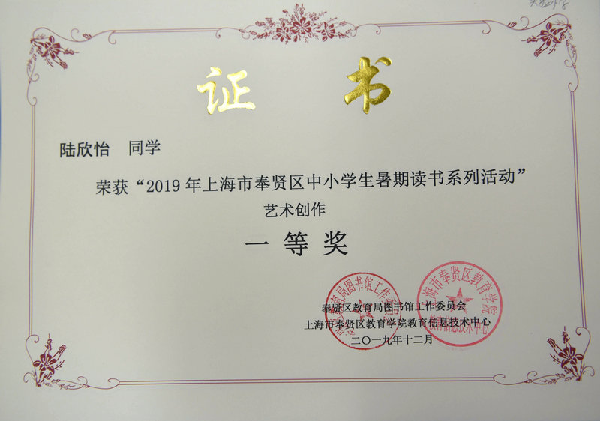 证 书
陆欣怡 同学
荣获“2019年上海市奉贤区中小学生暑期读书系列活动”
艺术创作
一等奖
奉贤区教育局图书馆工作委员会
上海市奉贤区教育学院教育信息技术中心
二〇一九年十二月